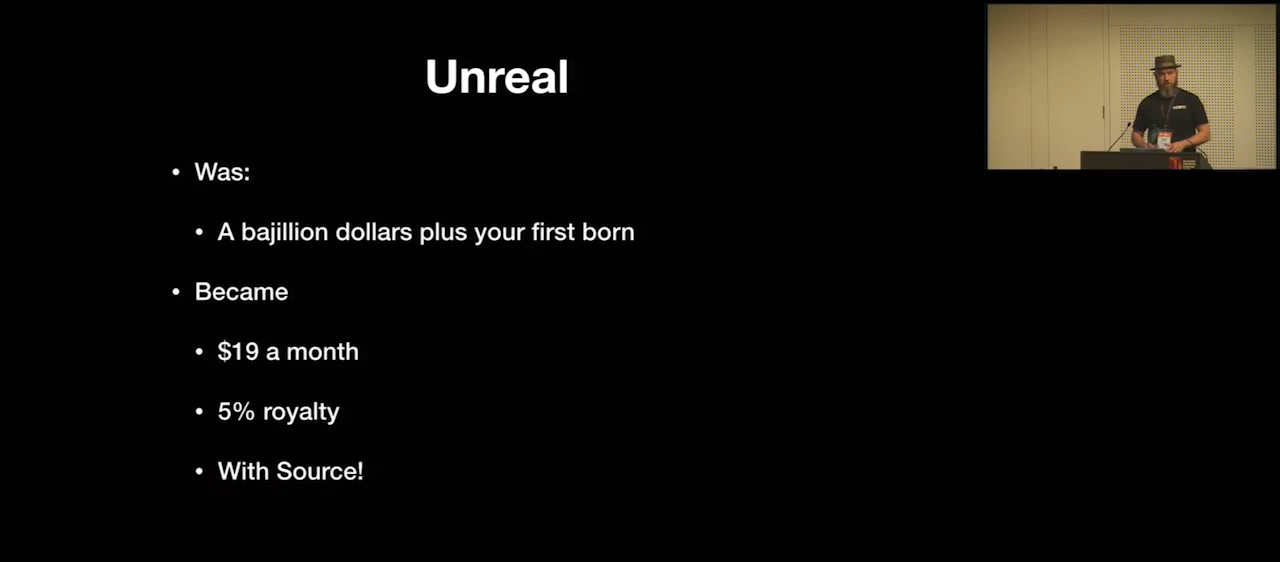 Unreal
• Was:
• A bajillion dollars plus your first born
• Became
• $19 a month
• 5% royalty
• With Source!